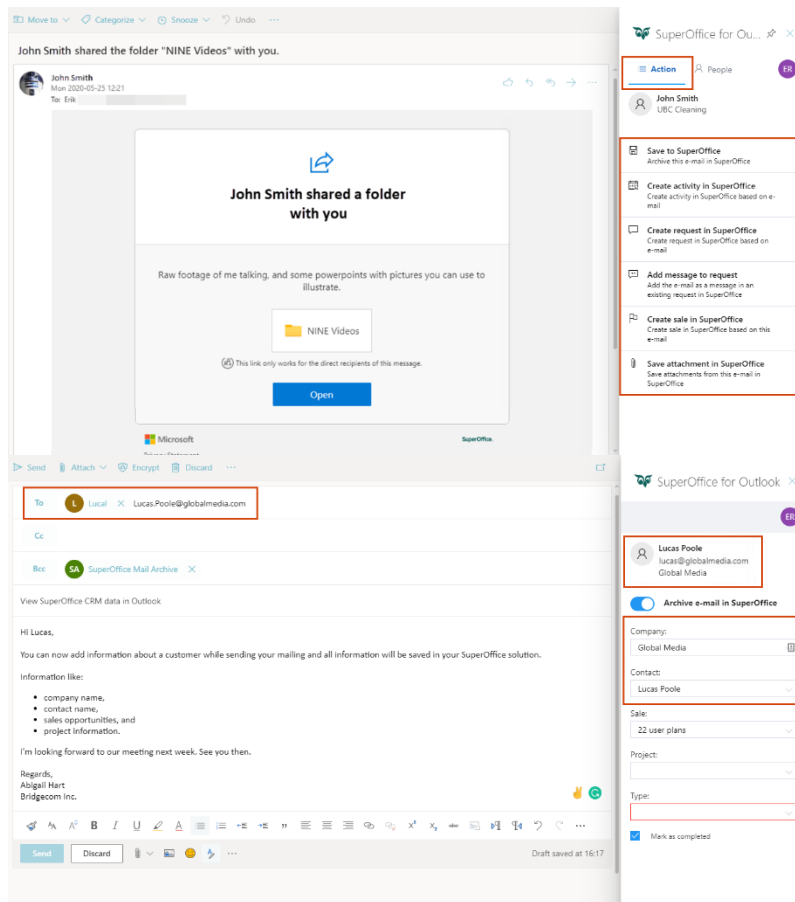 Move to Categorize Snooze Undo ...
John Smith shared the folder "NINE Videos" with you.
John Smith
Mon 2020-05-25 12:21
To: Erik
John Smith shared a folder
with you
Raw footage of me talking, and some powerpoints with pictures you can use to
illustrate.
NINE Videos
This link only works for the direct recipients of this message.
Open
Microsoft
SuperOffice.
Privacy Statement
SuperOffice for Ou...
Action People ER
John Smith
UBC Cleaning
Save to SuperOffice
Archive this e-mail in SuperOffice
Create activity in SuperOffice
Create activity in SuperOffice based on e-
mail
Create request in SuperOffice
Create request in SuperOffice based on
e-mail
Add message to request
Add the e-mail as a message in an
existing request in SuperOffice
Create sale in SuperOffice
Create sale in SuperOffice based on this
e-mail
Save attachment in SuperOffice
Save attachments from this e-mail in
SuperOffice
Send Attach Encrypt Discard ...
To L Lucal Lucas.Poole@globalmedia.com
Cc
Bcc SA SuperOffice Mail Archive
View SuperOffice CRM data in Outlook
Hi Lucas,
You can now add information about a customer while sending your mailing and all information will be saved in your SuperOffice solution.
Information like:
• company name,
• contact name,
• sales opportunities, and
• project information.
I'm looking forward to our meeting next week. See you then.
Regards,
Abigail Hart
Bridgecom Inc.
Send Discard ... Draft saved at 16:17
SuperOffice for Outlook
ER
Lucas Poole
lucas@globalmedia.com
Global Media
Archive e-mail in SuperOffice
Company:
Global Media
Contact:
Lucas Poole
Sale:
22 user plans
Project:
Type:
Mark as completed